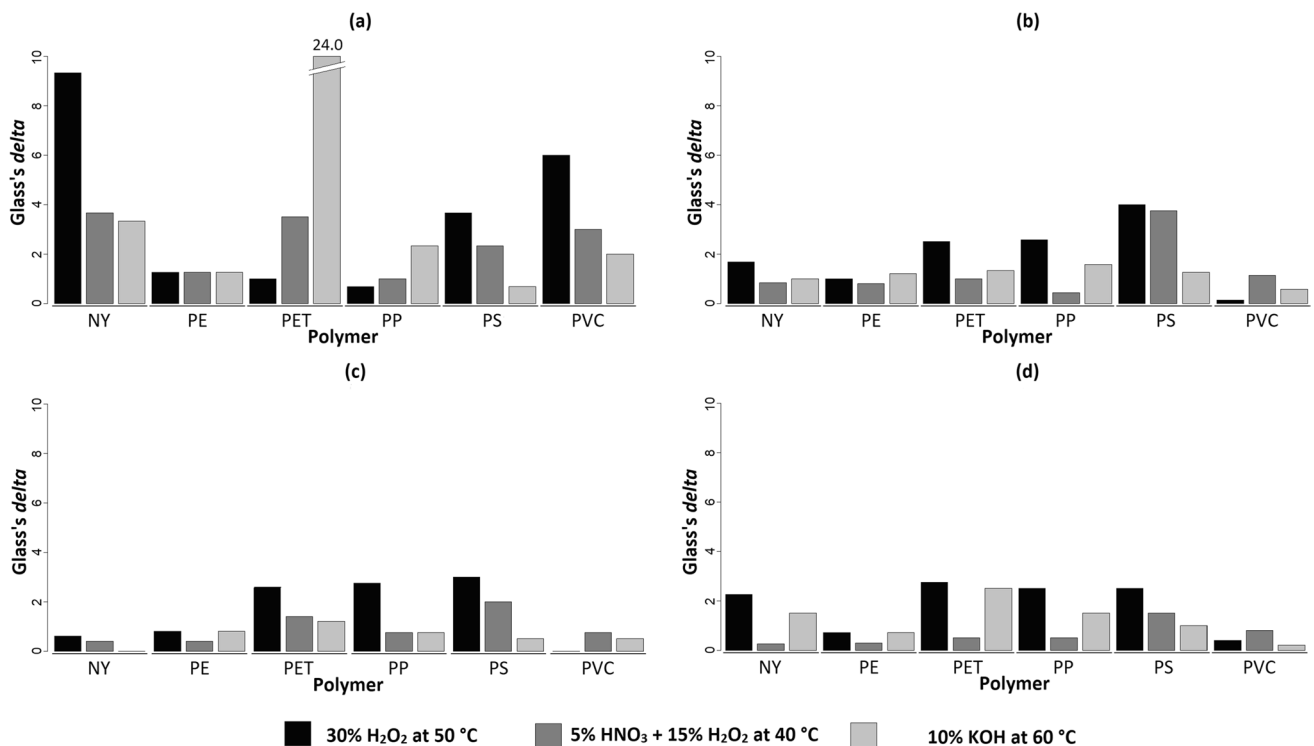 (a)
24.0
Glass's delta
10
8
6
4
2
0
NY PE PET PP PS PVC
Polymer
(b)
Glass's delta
10
8
6
4
2
0
NY PE PET PP PS PVC
Polymer
(c)
Glass's delta
10
8
6
4
2
0
NY PE PET PP PS PVC
Polymer
(d)
Glass's delta
10
8
6
4
2
0
NY PE PET PP PS PVC
Polymer
30% H₂O₂ at 50 °C 5% HNO₃ + 15% H₂O₂ at 40 °C 10% KOH at 60 °C